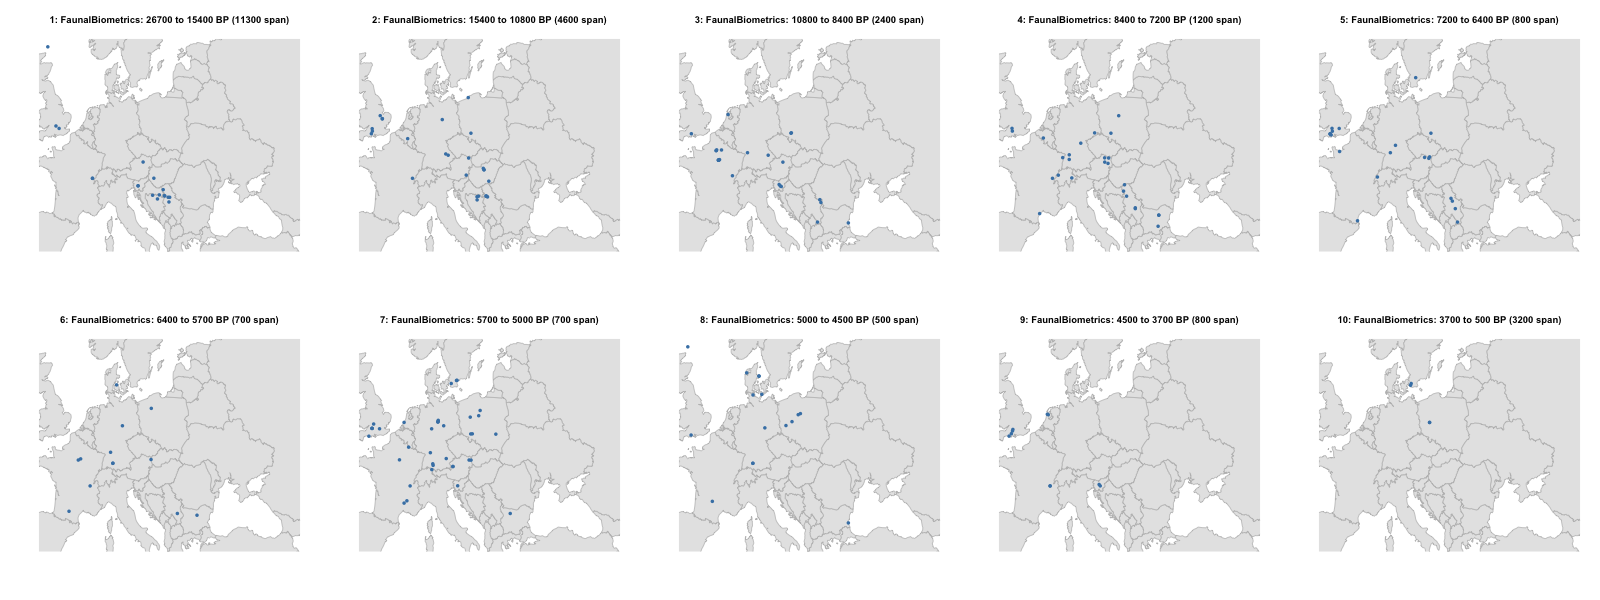 1: FaunalBiometrics: 26700 to 15400 BP (11300 span)
2: FaunalBiometrics: 15400 to 10800 BP (4600 span)
3: FaunalBiometrics: 10800 to 8400 BP (2400 span)
4: FaunalBiometrics: 8400 to 7200 BP (1200 span)
5: FaunalBiometrics: 7200 to 6400 BP (800 span)
6: FaunalBiometrics: 6400 to 5700 BP (700 span)
7: FaunalBiometrics: 5700 to 5000 BP (700 span)
8: FaunalBiometrics: 5000 to 4500 BP (500 span)
9: FaunalBiometrics: 4500 to 3700 BP (800 span)
10: FaunalBiometrics: 3700 to 500 BP (3200 span)